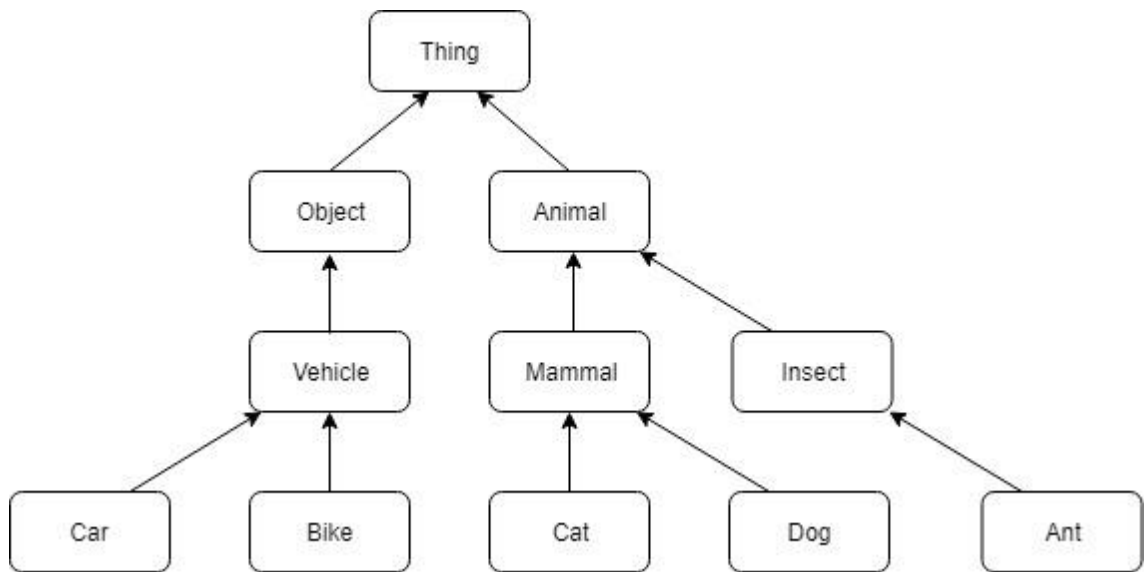 Thing
Object
Animal
Vehicle
Mammal
Insect
Car
Bike
Cat
Dog
Ant